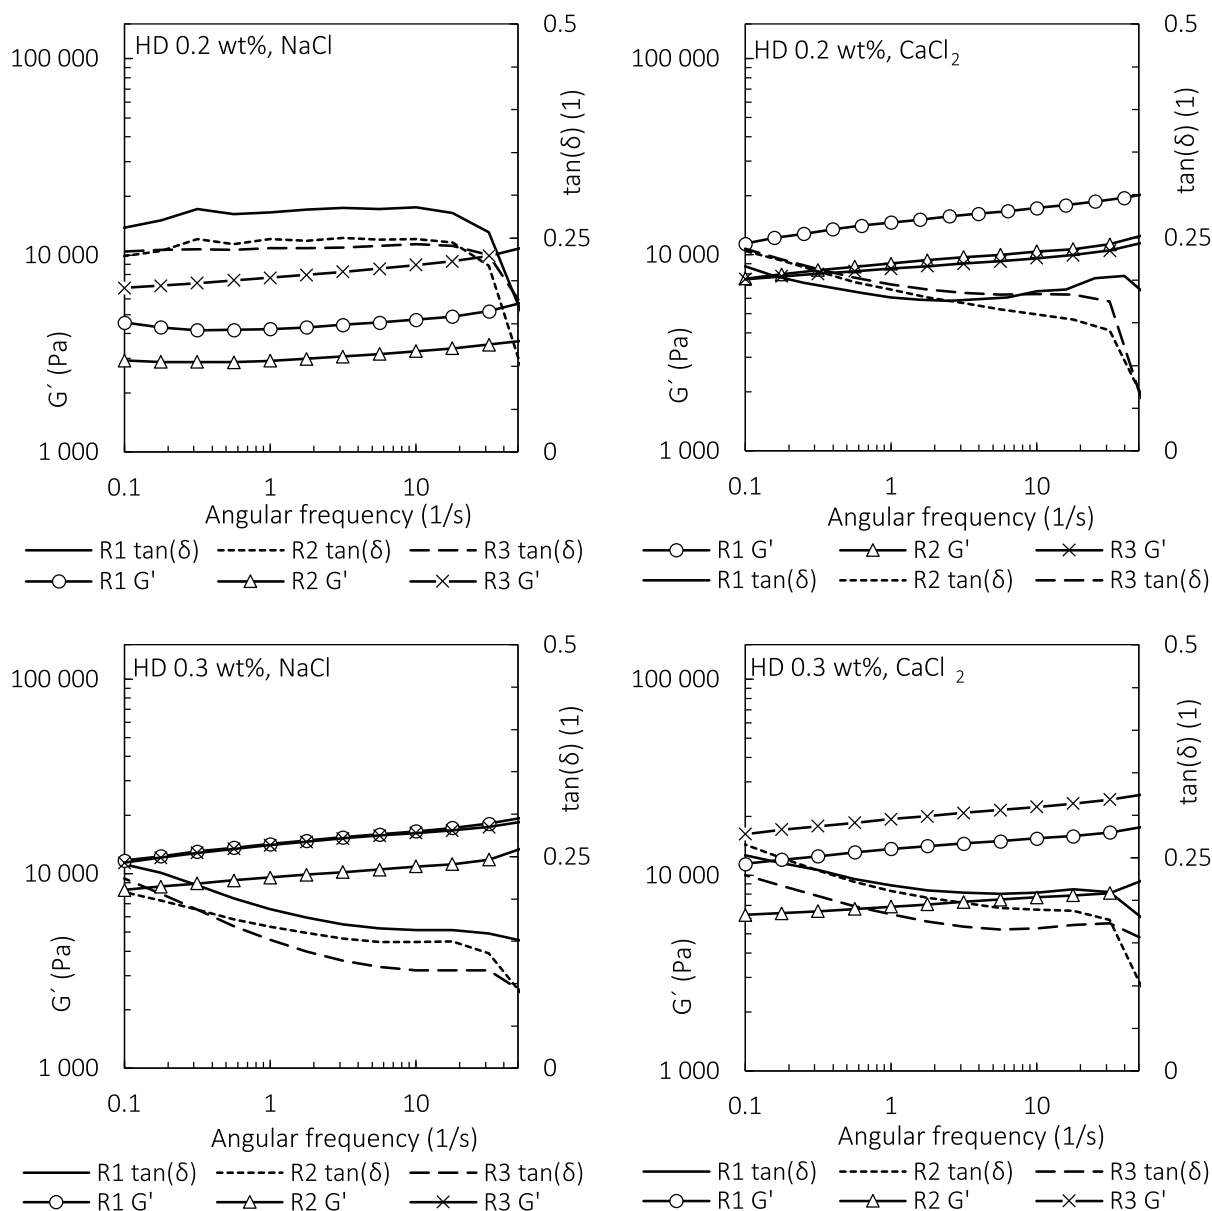 HD 0.2 wt%, NaCl
100 000
10 000
1 000
G´ (Pa)
0.5
0.25
0
tan(δ) (1)
0.1 1 10
Angular frequency (1/s)
R1 tan(δ) R2 tan(δ) R3 tan(δ)
R1 G' R2 G' R3 G'
HD 0.2 wt%, CaCl2
100 000
10 000
1 000
G´ (Pa)
0.5
0.25
0
tan(δ) (1)
0.1 1 10
Angular frequency (1/s)
R1 G' R2 G' R3 G'
R1 tan(δ) R2 tan(δ) R3 tan(δ)
HD 0.3 wt%, NaCl
100 000
10 000
1 000
G´ (Pa)
0.5
0.25
0
tan(δ) (1)
0.1 1 10
Angular frequency (1/s)
R1 tan(δ) R2 tan(δ) R3 tan(δ)
R1 G' R2 G' R3 G'
HD 0.3 wt%, CaCl 2
100 000
10 000
1 000
G´ (Pa)
0.5
0.25
0
tan(δ) (1)
0.1 1 10
Angular frequency (1/s)
R1 tan(δ) R2 tan(δ) R3 tan(δ)
R1 G' R2 G' R3 G'